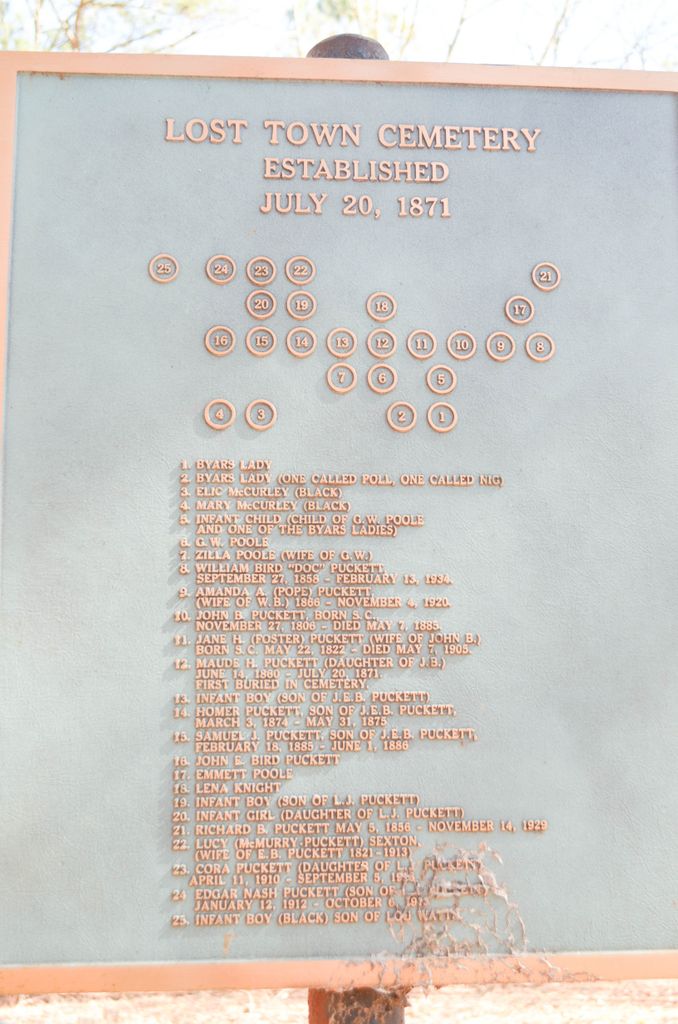 LOST TOWN CEMETERY
ESTABLISHED
JULY 20, 1871
25 24 23 22 21
20 19 18 17
16 15 14 13 12 11 10 9 8
7 6 5
4 3 2 1
1. BYARS LADY
2. BYARS LADY (ONE CALLED POLL, ONE CALLED NIG)
3. ELIC McCURLEY (BLACK)
4. MARY McCURLEY (BLACK)
5. INFANT CHILD (CHILD OF G.W. POOLE
AND ONE OF THE BYARS LADIES)
6. G.W. POOLE
7. ZILLA POOLE (WIFE OF G.W.)
8. WILLIAM BIRD "DOC" PUCKETT,
SEPTEMBER 27, 1858 - FEBRUARY 13, 1934.
9. AMANDA A. (POPE) PUCKETT,
(WIFE OF W.B.) 1866 - NOVEMBER 4, 1920.
10. JOHN B. PUCKETT, BORN S.C.,
NOVEMBER 27, 1806 - DIED MAY 7, 1885.
11. JANE H. (FOSTER) PUCKETT (WIFE OF JOHN B.)
BORN S.C. MAY 22, 1822 - DIED MAY 7, 1905.
12. MAUDE H. PUCKETT (DAUGHTER OF J.B.)
JUNE 14, 1860 - JULY 20, 1871.
FIRST BURIED IN CEMETERY.
13. INFANT BOY (SON OF J.E.B. PUCKETT)
14. HOMER PUCKETT, SON OF J.E.B. PUCKETT,
MARCH 3, 1874 - MAY 31, 1875
15. SAMUEL J. PUCKETT, SON OF J.E.B. PUCKETT,
FEBRUARY 18, 1885 - JUNE 1, 1886
16. JOHN E. BIRD PUCKETT
17. EMMETT POOLE
18. LENA KNIGHT
19. INFANT BOY (SON OF L.J. PUCKETT)
20. INFANT GIRL (DAUGHTER OF L.J. PUCKETT)
21. RICHARD B. PUCKETT MAY 5, 1856 - NOVEMBER 14, 1929
22. LUCY (McMURRY-PUCKETT) SEXTON,
(WIFE OF E.B. PUCKETT 1821-1913)
23. CORA PUCKETT (DAUGHTER OF L.J. PUCKETT)
APRIL 11, 1910 - SEPTEMBER 5,
24. EDGAR NASH PUCKETT (SON OF
JANUARY 12, 1912 - OCTOBER 6,
25. INFANT BOY (BLACK) SON OF LOU